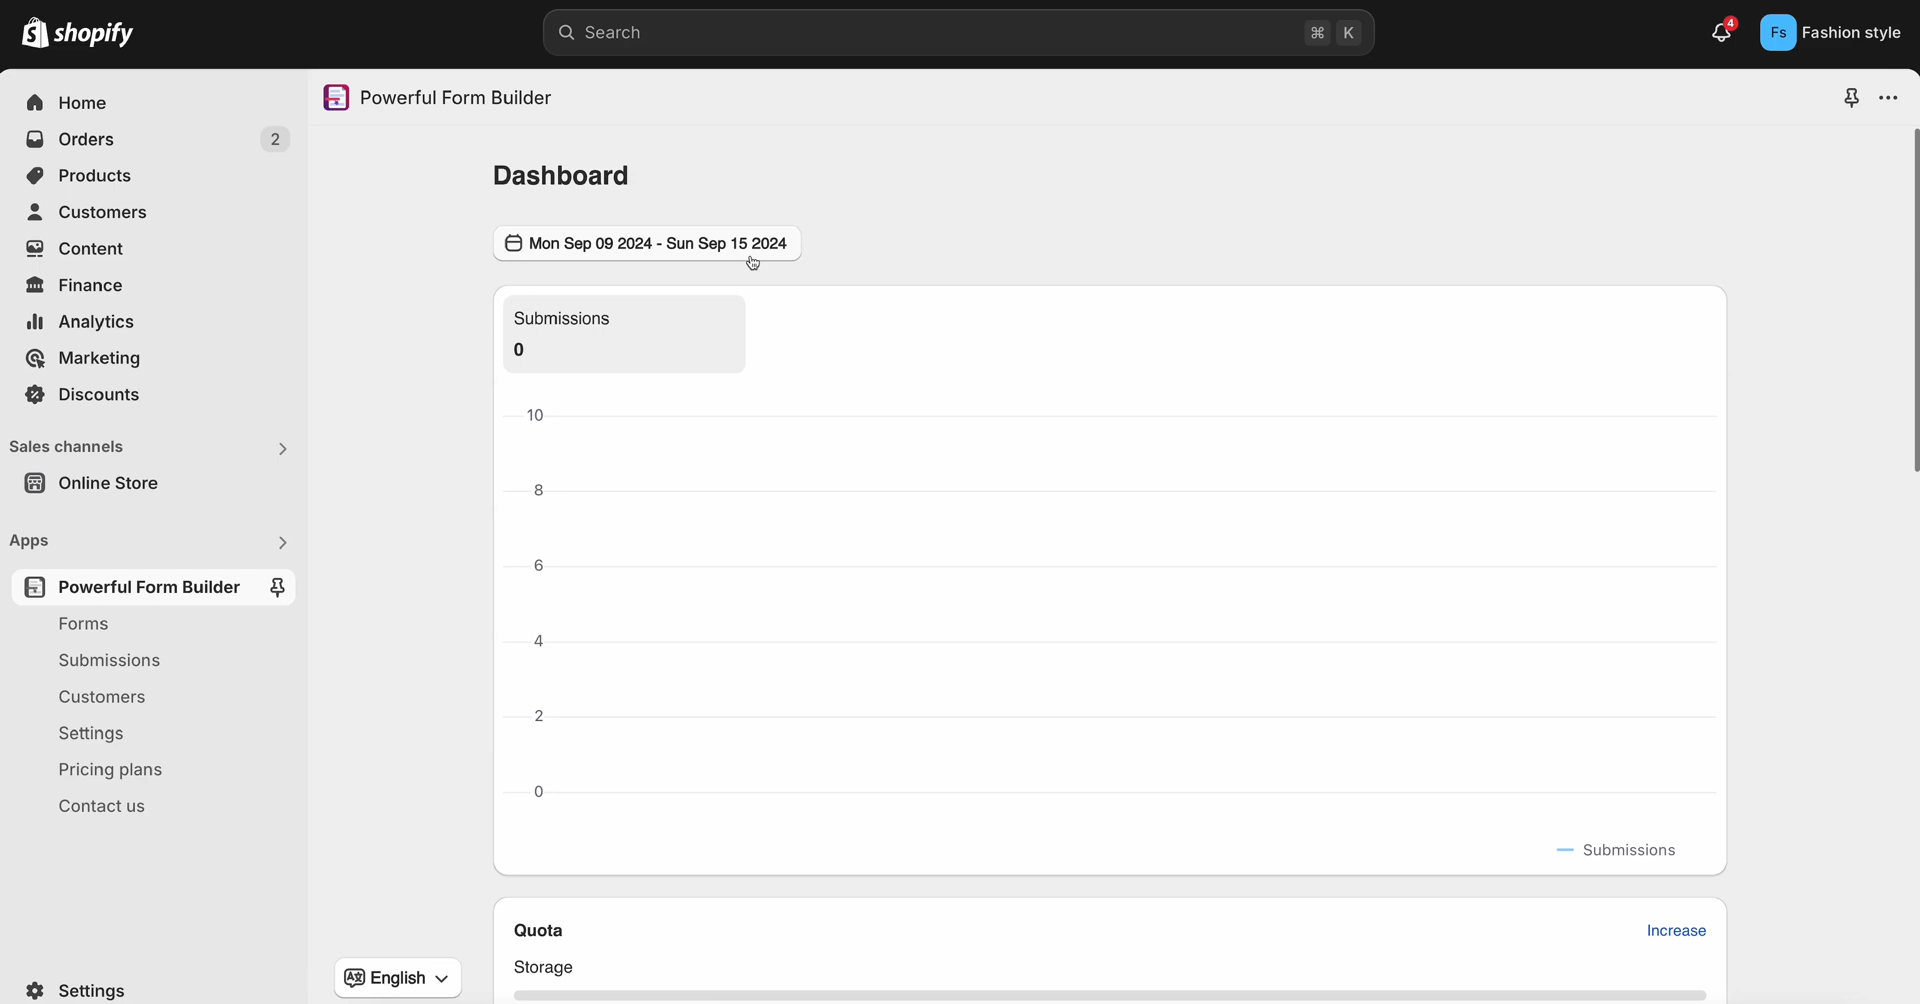 shopify
Search
⌘ K
4
Fs
Fashion style
Home
Orders
2
Products
Customers
Content
Finance
Analytics
Marketing
Discounts
Sales channels
Online Store
Apps
Powerful Form Builder
Forms
Submissions
Customers
Settings
Pricing plans
Contact us
Settings
Powerful Form Builder
Dashboard
Mon Sep 09 2024 - Sun Sep 15 2024
Submissions
0
10
8
6
4
2
0
Submissions
Quota
Increase
Storage
English